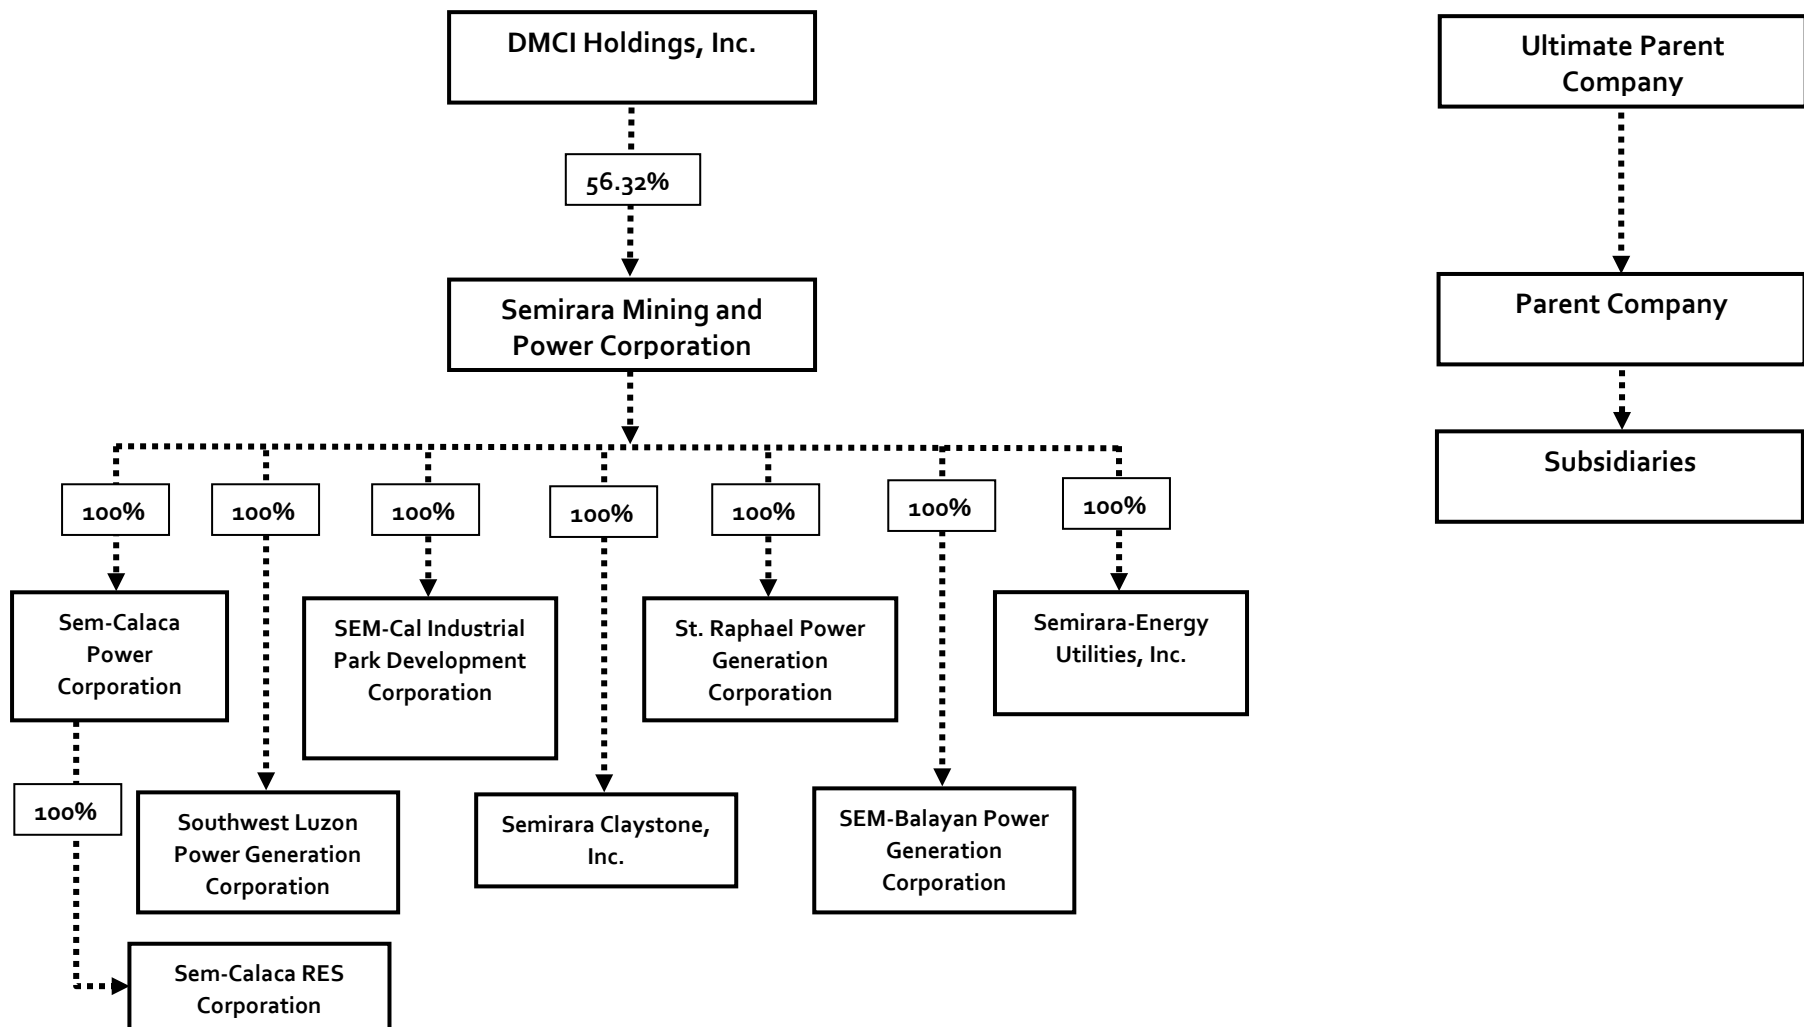 DMCI Holdings, Inc.
Ultimate Parent
Company
56.32%
Semirara Mining and
Power Corporation
Parent Company
Subsidiaries
100%
100%
100%
100%
100%
100%
100%
Sem-Calaca
Power
Corporation
SEM-Cal Industrial
Park Development
Corporation
St. Raphael Power
Generation
Corporation
Semirara-Energy
Utilities, Inc.
100%
Southwest Luzon
Power Generation
Corporation
Semirara Claystone,
Inc.
SEM-Balayan Power
Generation
Corporation
Sem-Calaca RES
Corporation